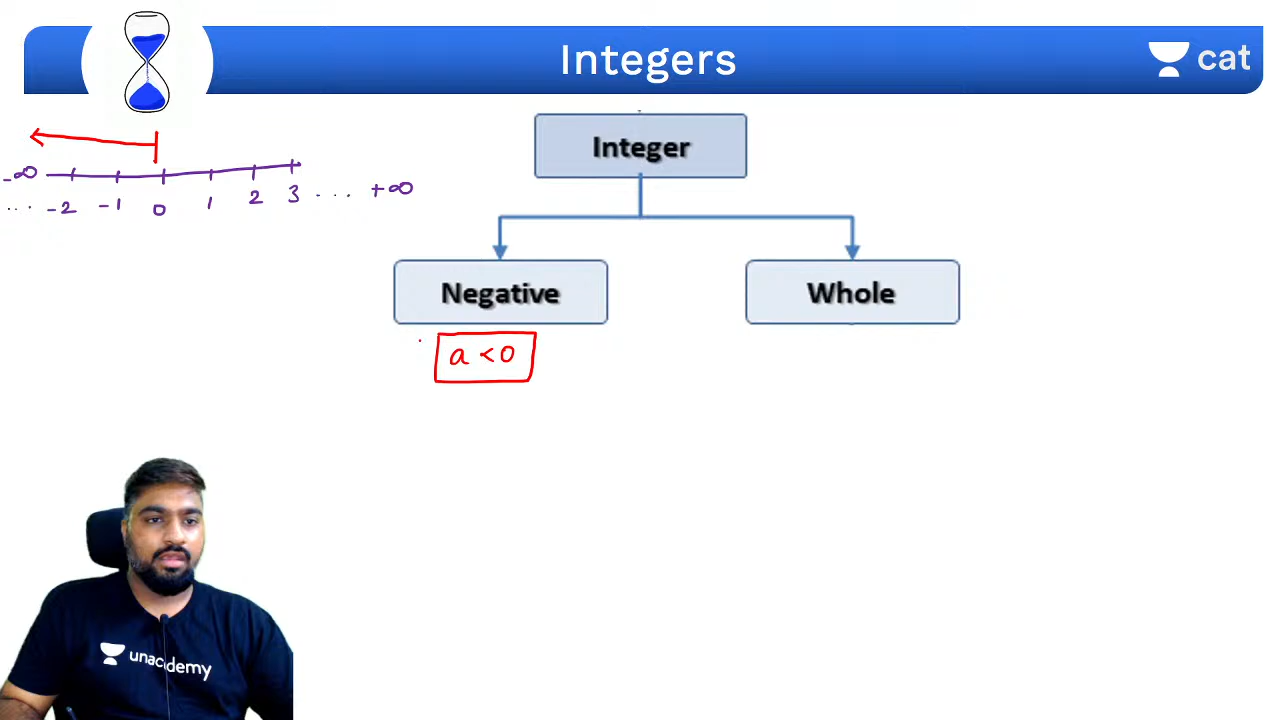 Integers
cat
Integer
-∞
... -2 -1 0 1 2 3 .... +∞
Negative
Whole
a < 0
unacademy